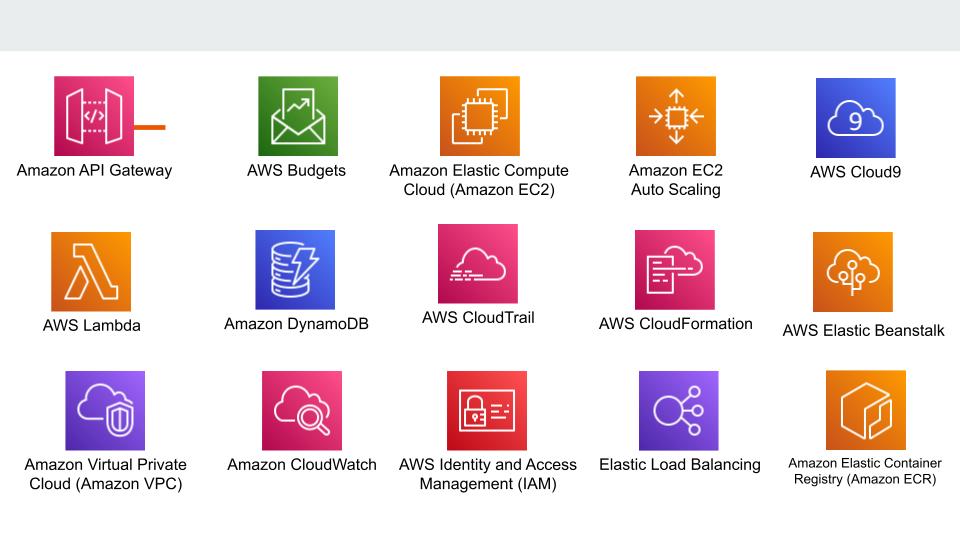 Amazon API Gateway
AWS Budgets
Amazon Elastic Compute
Cloud (Amazon EC2)
Amazon EC2
Auto Scaling
9
AWS Cloud9
AWS Lambda
Amazon DynamoDB
AWS CloudTrail
AWS CloudFormation
AWS Elastic Beanstalk
Amazon Virtual Private
Cloud (Amazon VPC)
Amazon CloudWatch
AWS Identity and Access
Management (IAM)
Elastic Load Balancing
Amazon Elastic Container
Registry (Amazon ECR)